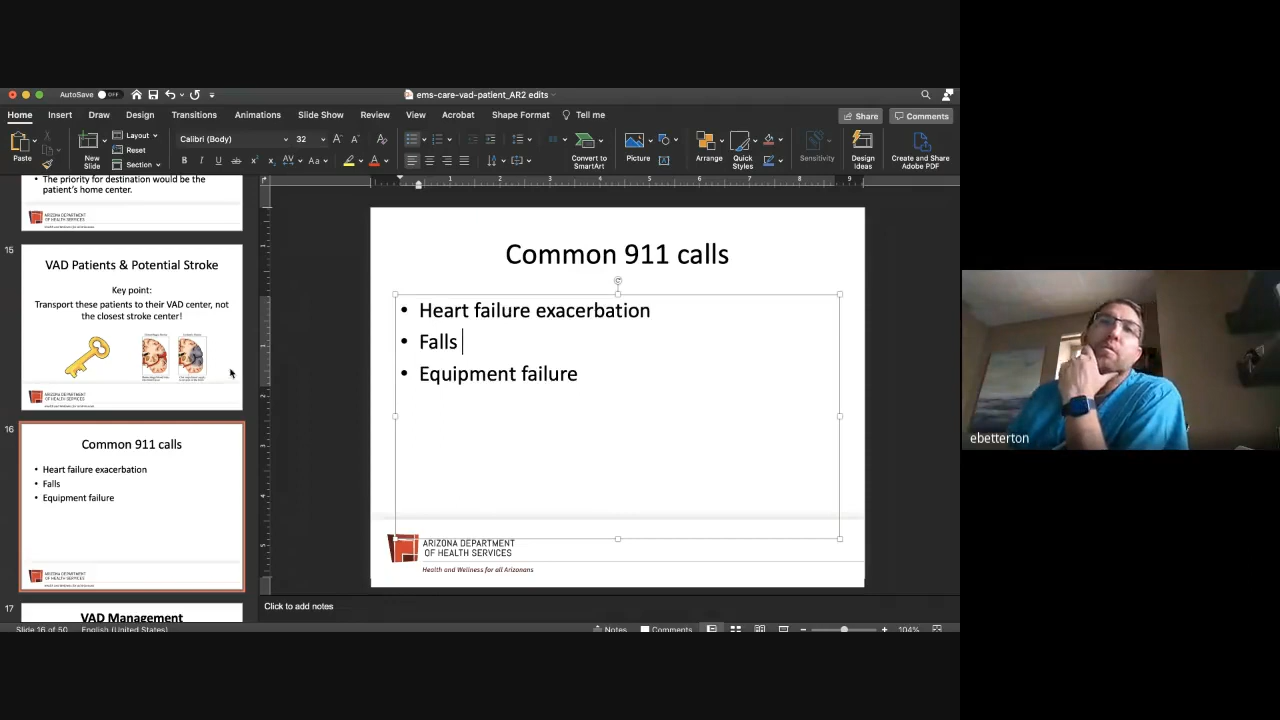 AutoSave OFF
ems-care-vad-patient_AR2 edits
Home Insert Draw Design Transitions Animations Slide Show Review View Acrobat Shape Format Tell me
Share Comments
Paste
New Slide
Layout
Reset
Section
Calibri (Body) 32
Convert to SmartArt
Picture
Arrange
Quick Styles
Sensitivity
Design Ideas
Create and Share Adobe PDF
• The priority for destination would be the
patient's home center.
ARIZONA DEPARTMENT
OF HEALTH SERVICES
15
VAD Patients & Potential Stroke
Key point:
Transport these patients to their VAD center, not
the closest stroke center!
ARIZONA DEPARTMENT
OF HEALTH SERVICES
16
Common 911 calls
• Heart failure exacerbation
• Falls
• Equipment failure
ARIZONA DEPARTMENT
OF HEALTH SERVICES
17
VAD Management
Common 911 calls
• Heart failure exacerbation
• Falls
• Equipment failure
ARIZONA DEPARTMENT
OF HEALTH SERVICES
Health and Wellness for all Arizonans
Click to add notes
Slide 16 of 50 English (United States)
Notes Comments 104%
ebetterton